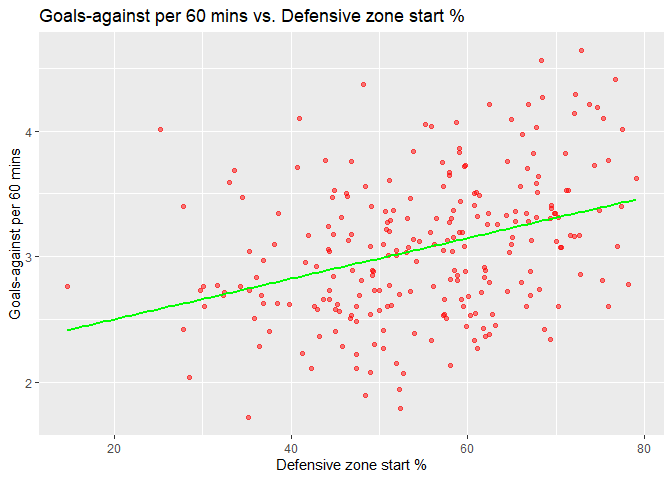 Goals-against per 60 mins vs. Defensive zone start %
Goals-against per 60 mins
4
3
2
20 40 60 80
Defensive zone start %